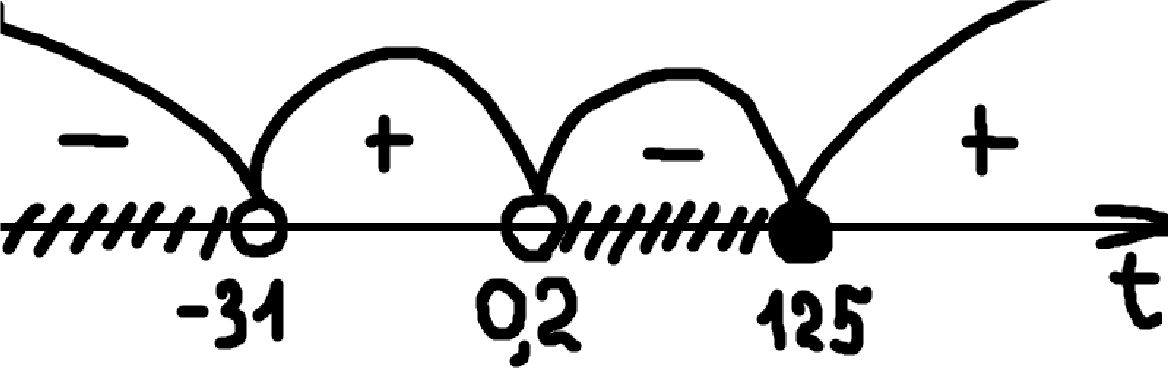 - + - +
-31 0,2 125 t